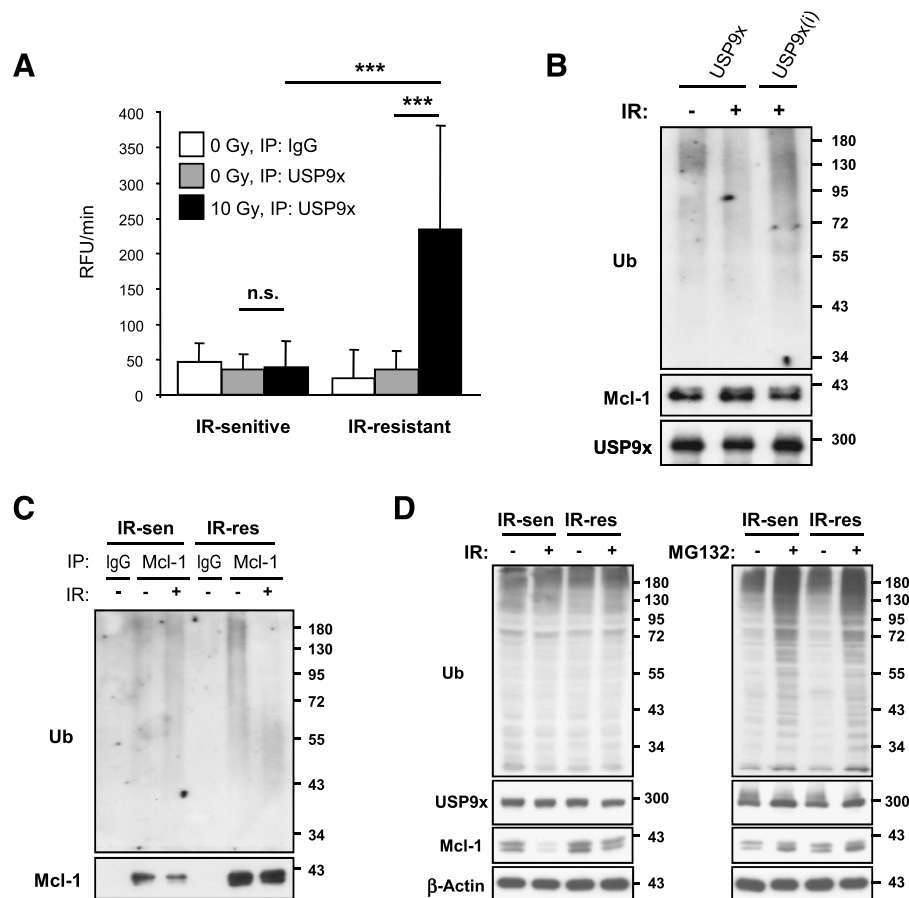 A
***
***
400
350
300
250
200
150
100
50
0
RFU/min
0 Gy, IP: IgG
0 Gy, IP: USP9x
10 Gy, IP: USP9x
n.s.
IR-senitive IR-resistant
B
USP9x USP9x(i)
IR: - + +
Ub
180
130
95
72
55
43
34
Mcl-1 43
USP9x 300
C
IR-sen IR-res
IP: IgG Mcl-1 IgG Mcl-1
IR: - - + - - +
Ub
180
130
95
72
55
43
34
Mcl-1 43
D
IR-sen IR-res
IR: - + - +
Ub
180
130
95
72
55
43
34
USP9x 300
Mcl-1 43
β-Actin 43
IR-sen IR-res
MG132: - + - +
180
130
95
72
55
43
34
300
43
43